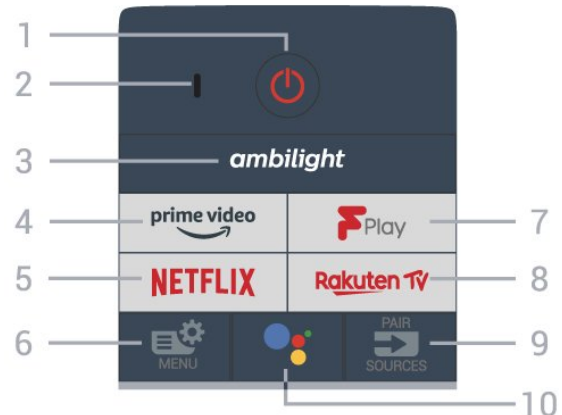 1
2
3 ambilight
4 prime video
FPlay 7
5 NETFLIX
Rakuten TV 8
6 MENU
PAIR
SOURCES 9
10